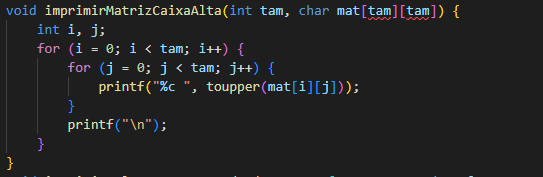 void imprimirMatrizCaixaAlta(int tam, char mat[tam][tam]) {
    int i, j;
    for (i = 0; i < tam; i++) {
        for (j = 0; j < tam; j++) {
            printf("%c ", toupper(mat[i][j]));
        }
        printf("\n");
    }
}